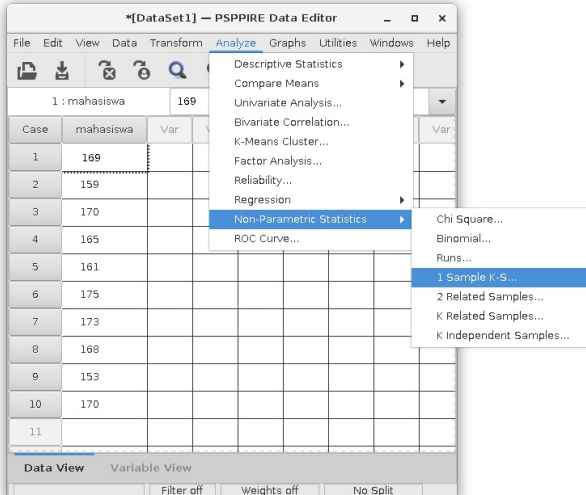 *[DataSet1] — PSPPIRE Data Editor
File Edit View Data Transform Analyze Graphs Utilities Windows Help
1 : mahasiswa 169
Case mahasiswa Var Var
1 169
2 159
3 170
4 165
5 161
6 175
7 173
8 168
9 153
10 170
11
Descriptive Statistics
Compare Means
Univariate Analysis...
Bivariate Correlation...
K-Means Cluster...
Factor Analysis...
Reliability...
Regression
Non-Parametric Statistics
ROC Curve...
Chi Square...
Binomial...
Runs...
1 Sample K-S...
2 Related Samples...
K Related Samples...
K Independent Samples...
Data View Variable View
Filter off Weights off No Split